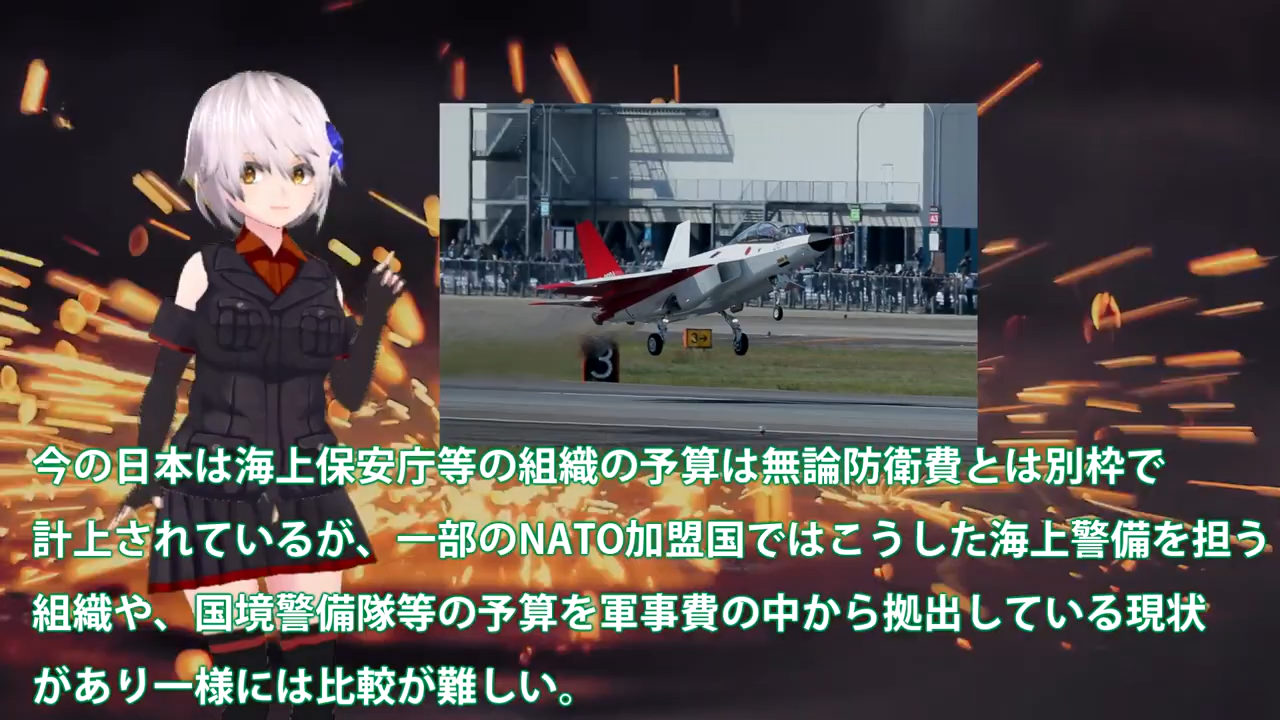 3→
3
今の日本は海上保安庁等の組織の予算は無論防衛費とは別枠で
計上されているが、一部のNATO加盟国ではこうした海上警備を担う
組織や、国境警備隊等の予算を軍事費の中から拠出している現状
があり一様には比較が難しい。